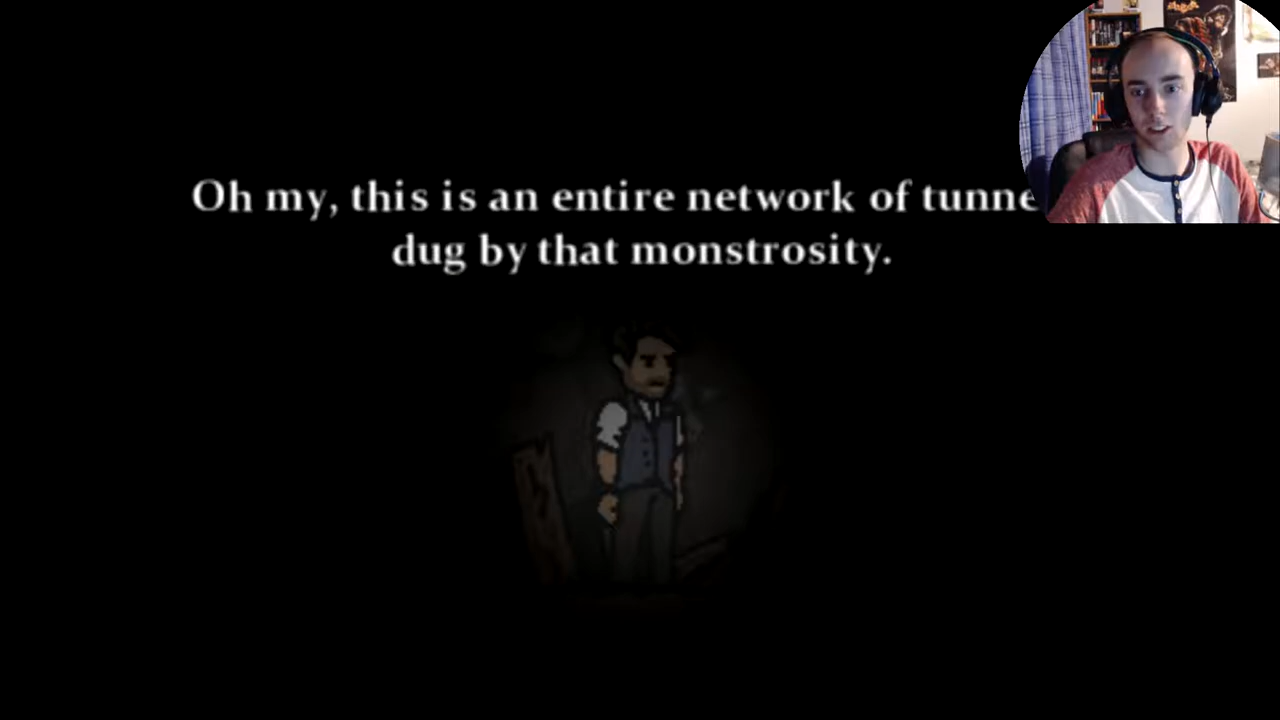 Oh my, this is an entire network of tunne
dug by that monstrosity.